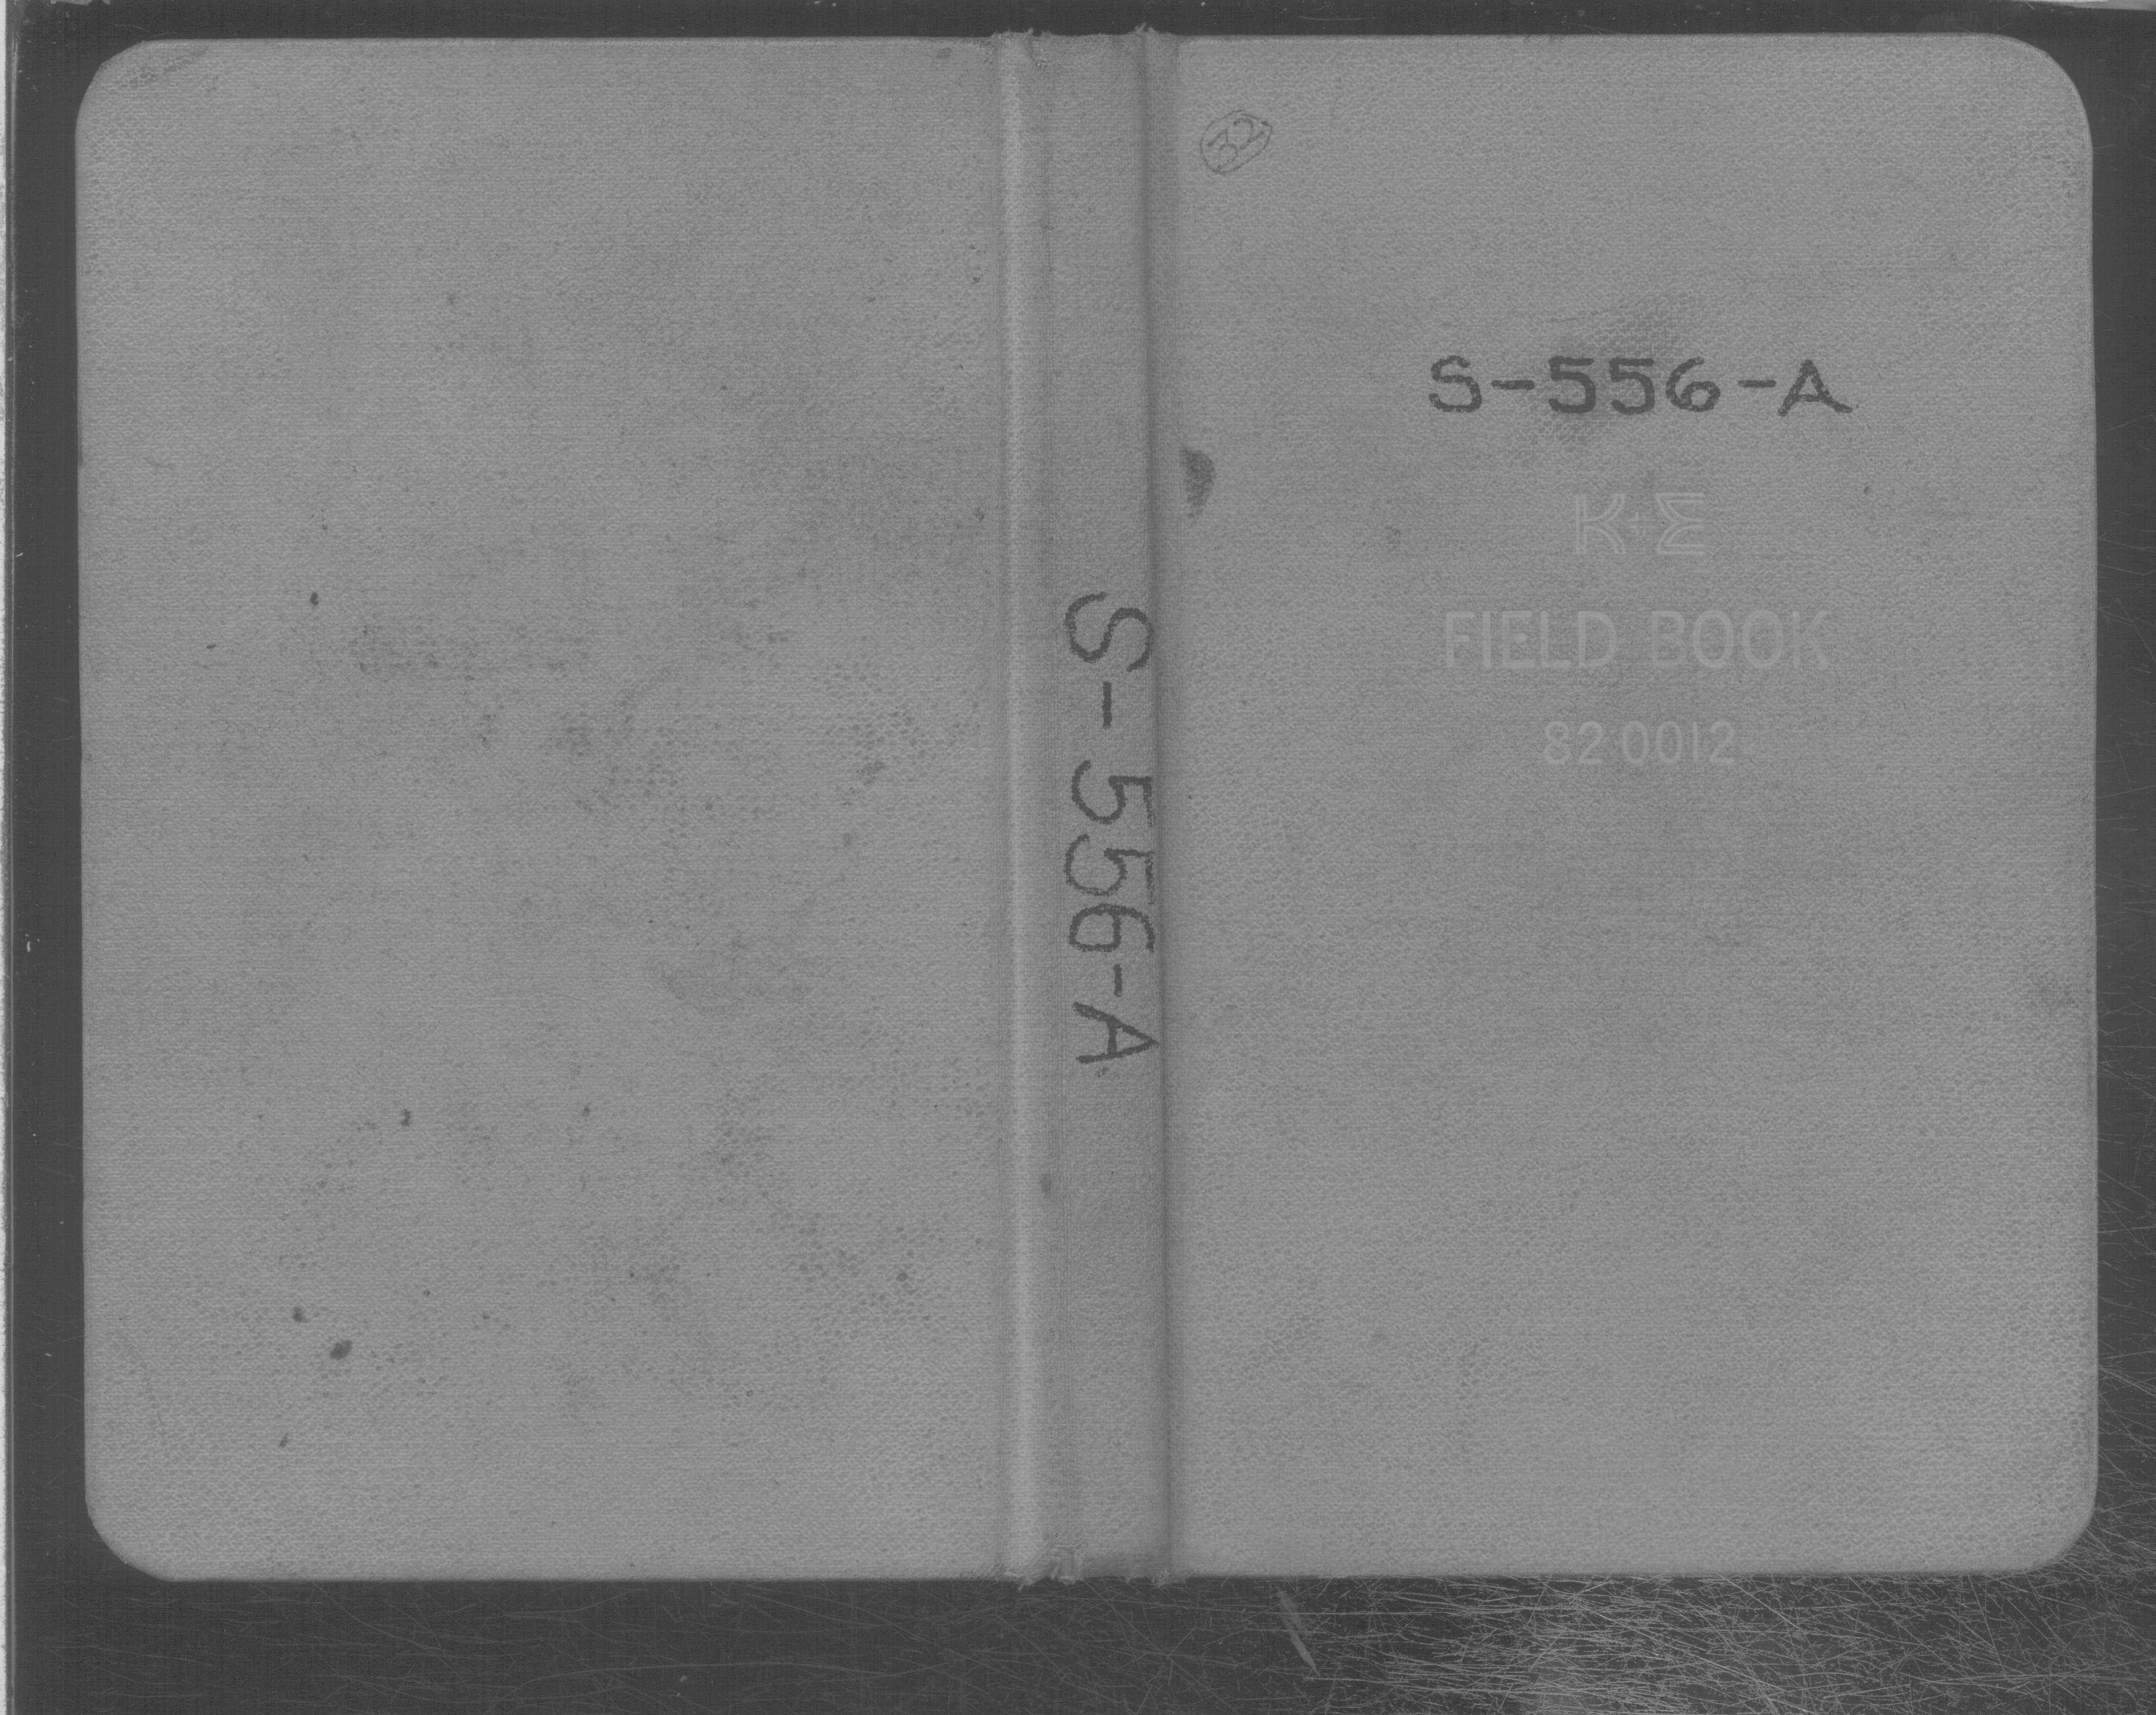 S-556-A
32
S-556-A
K+E
FIELD BOOK
82 0012